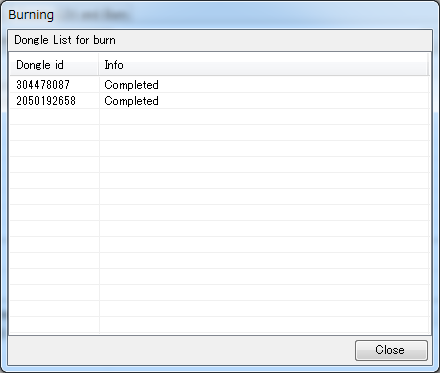 Burning
Dongle List for burn
Dongle id Info
304478087 Completed
2050192658 Completed
Close